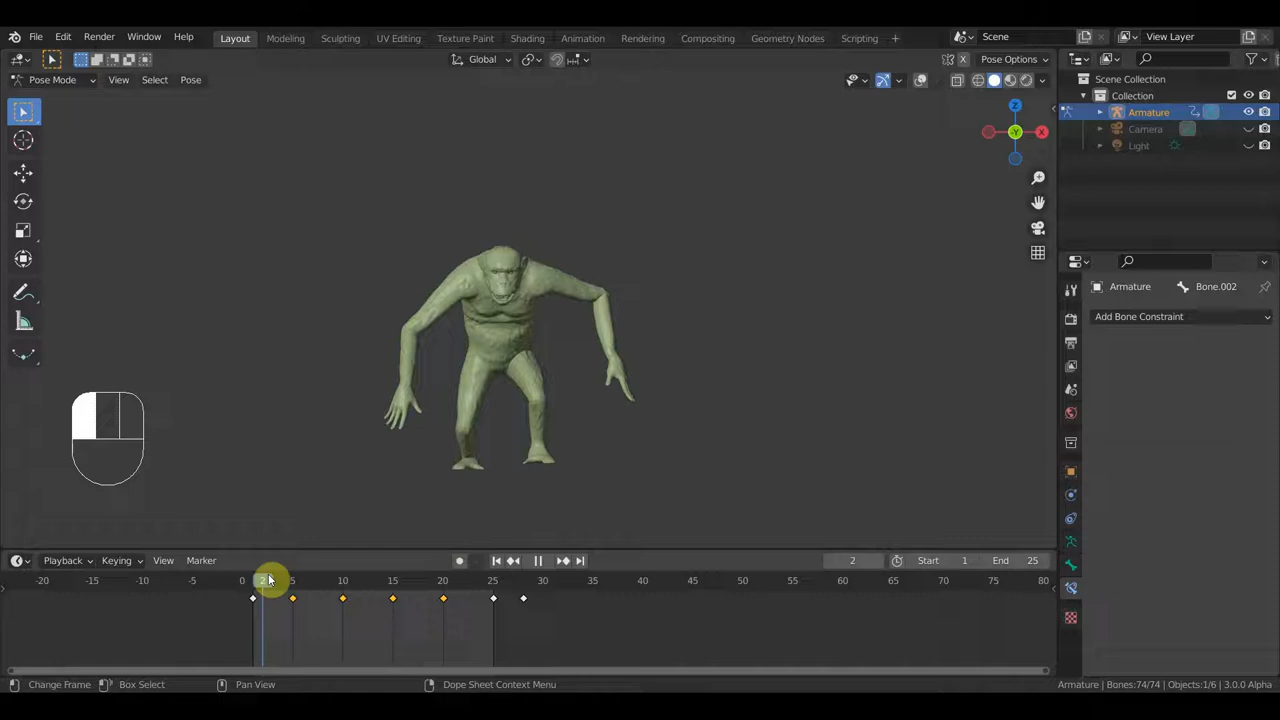 File Edit Render Window Help Layout Modeling Sculpting UV Editing Texture Paint Shading Animation Rendering Compositing Geometry Nodes Scripting + Scene View Layer
Global Pose Options
Pose Mode View Select Pose
Scene Collection
Collection
Armature
Camera
Light
Z
-Y X
Armature Bone.002
Add Bone Constraint
Playback Keying View Marker 2 Start 1 End 25
-20 -15 -10 -5 0 2 5 10 15 20 25 30 35 40 45 50 55 60 65 70 75 80
Change Frame Box Select Pan View Dope Sheet Context Menu Armature | Bones:74/74 | Objects:1/6 | 3.0.0 Alpha